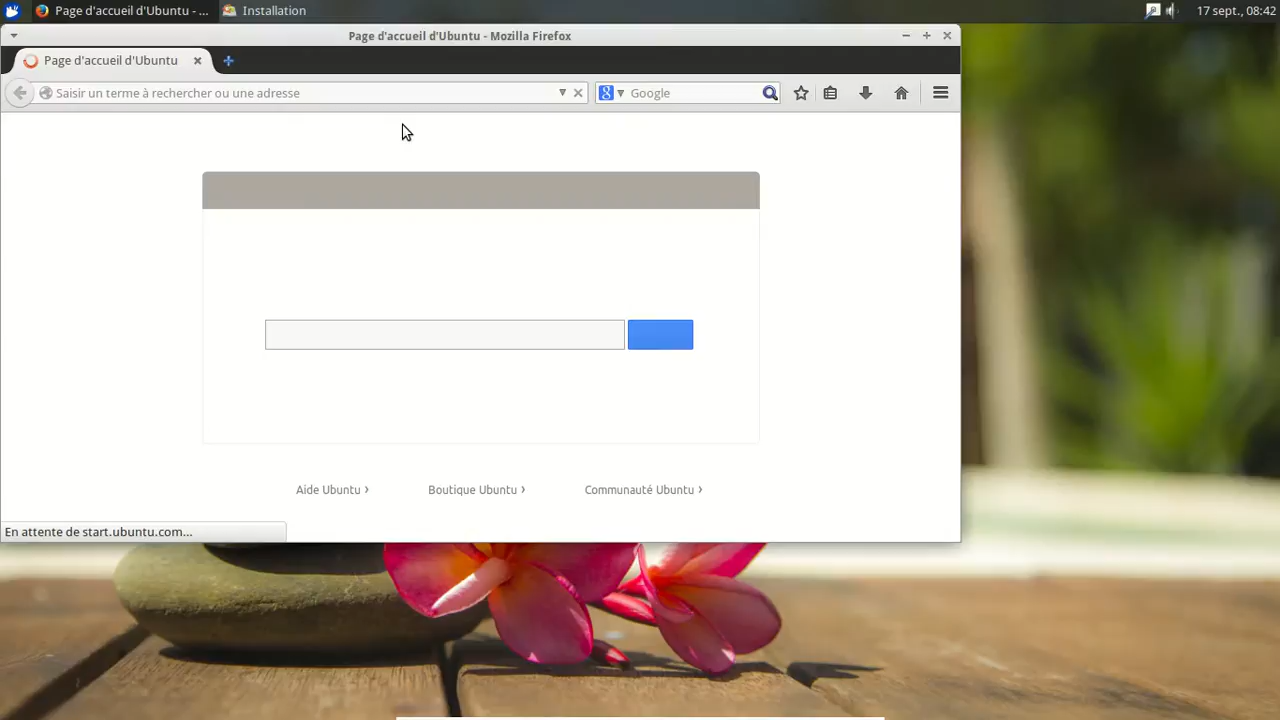 Page d'accueil d'Ubuntu - ...
Installation
17 sept., 08:42
Page d'accueil d'Ubuntu - Mozilla Firefox
Page d'accueil d'Ubuntu
Saisir un terme à rechercher ou une adresse
Google
Aide Ubuntu ›
Boutique Ubuntu ›
Communauté Ubuntu ›
En attente de start.ubuntu.com...